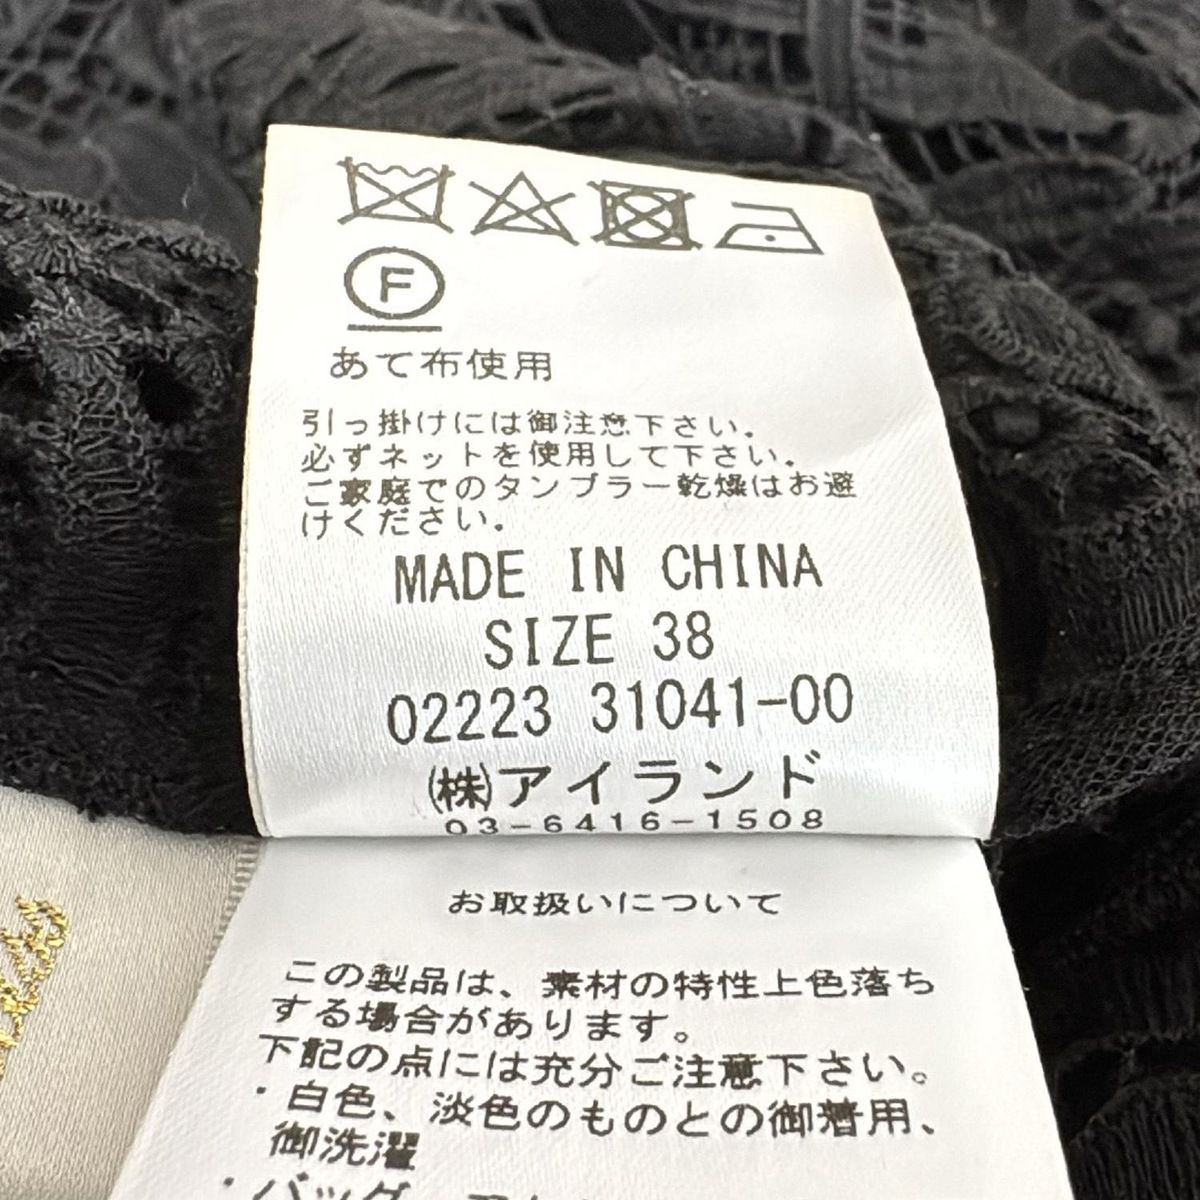 F
あて布使用
引っ掛けには御注意下さい.
必ずネットを使用して下さい.
ご家庭でのタンブラー乾燥はお避
けください.
MADE IN CHINA
SIZE 38
02223 31041-00
(株)アイランド
03-6416-1508
お取扱いについて
この製品は、素材の特性上色落ち
する場合があります。
下記の点には充分ご注意下さい。
・白色、淡色のものとの御着用、
御洗濯
・バッグ